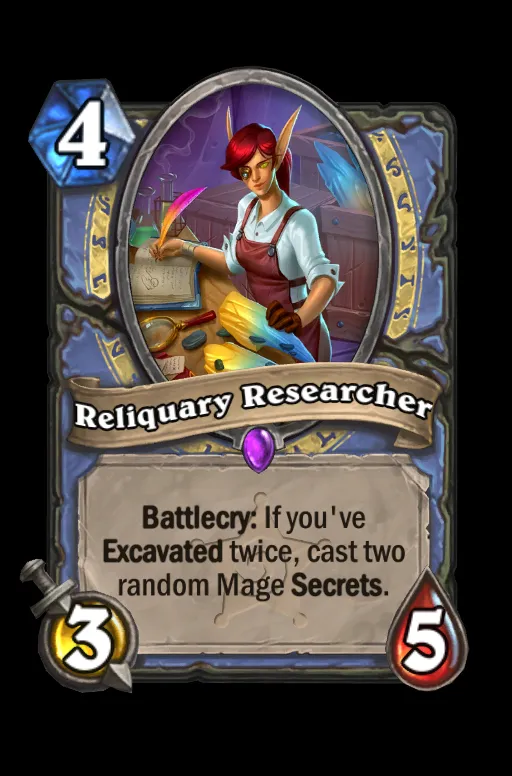 4
Reliquary Researcher
Battlecry: If you've
Excavated twice, cast two
random Mage Secrets.
3
5